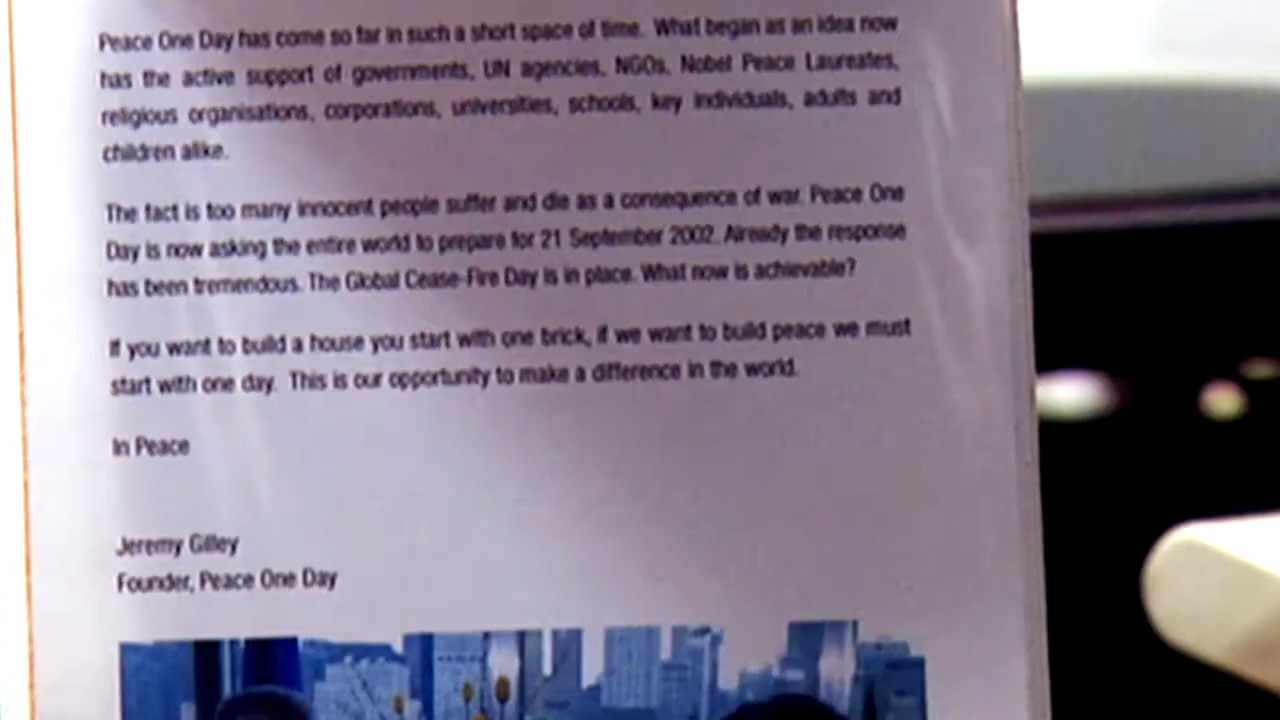 Peace One Day has come so far in such a short space of time. What began as an idea now
has the active support of governments, UN agencies, NGOs, Nobel Peace Laureates,
religious organisations, corporations, universities, schools, key individuals, adults and
children alike.
The fact is too many innocent people suffer and die as a consequence of war. Peace One
Day is now asking the entire world to prepare for 21 September 2002. Already the response
has been tremendous. The Global Cease-Fire Day is in place. What now is achievable?
If you want to build a house you start with one brick, if we want to build peace we must
start with one day. This is our opportunity to make a difference in the world.
In Peace
Jeremy Gilley
Founder, Peace One Day